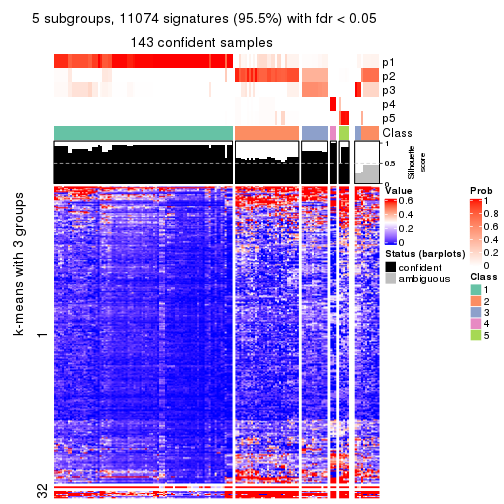 5 subgroups, 11074 signatures (95.5%) with fdr < 0.05
143 confident samples
p1
p2
p3
p4
p5
Class
1
0.5
0
Silhouette
score
k-means with 3 groups
1
32
Value
0.6
0.4
0.2
0
Status (barplots)
confident
ambiguous
Prob
1
0.8
0.6
0.4
0.2
0
Class
1
2
3
4
5